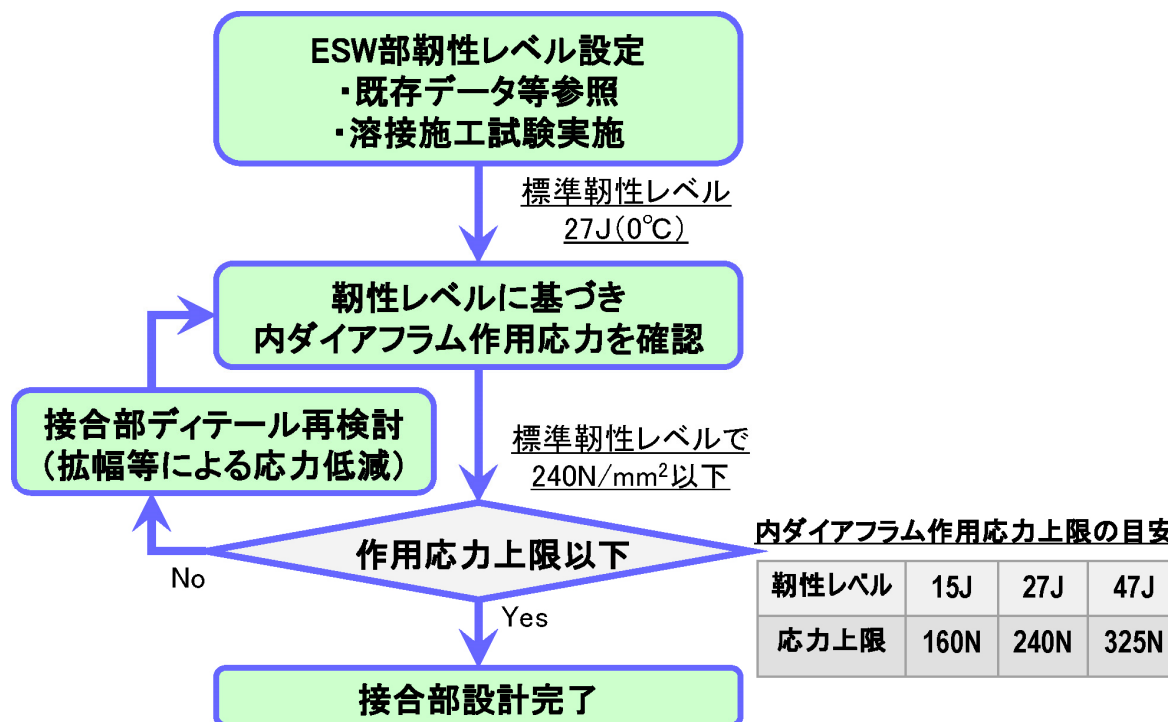 ESW部靭性レベル設定
・既存データ等参照
・溶接施工試験実施
標準靭性レベル
27J(0℃)
靭性レベルに基づき
内ダイアフラム作用応力を確認
接合部ディテール再検討
(拡幅等による応力低減)
標準靭性レベルで
240N/mm²以下
作用応力上限以下
No
Yes
接合部設計完了
内ダイアフラム作用応力上限の目安
靭性レベル 15J 27J 47J
応力上限 160N 240N 325N